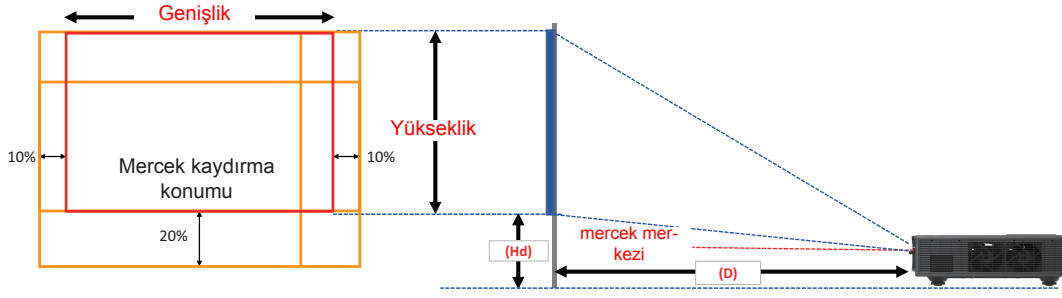 Genişlik
10%
10%
Mercek kaydırma
konumu
20%
Yükseklik
(Hd)
mercek mer-
kezi
(D)